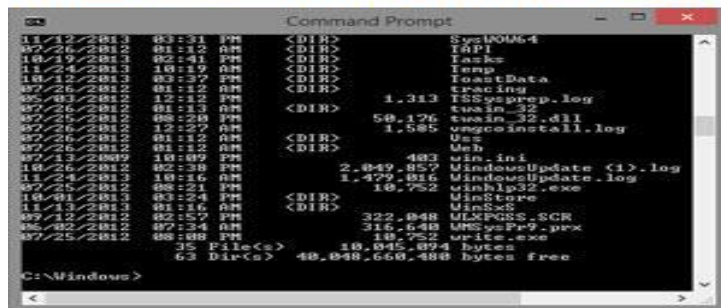 Command Prompt
11/12/2013 03:31 PM <DIR> SysWOW64
07/26/2012 01:12 AM <DIR> TAPI
10/19/2013 02:41 PM <DIR> Tasks
11/24/2013 10:19 AM <DIR> Temp
03:37 PM <DIR> ToastData
07/26/2012 01:12 AM <DIR> tracing
12:12 PM 1,313 TSSysprep.log
07/26/2012 01:12 AM <DIR> twain_32
07/25/2012 08:20 PM 50,176 twain_32.dll
07/26/2012 12:27 AM 1,585 vmgcoinstall.log
07/26/2012 01:12 AM <DIR> Vss
07/26/2012 01:12 AM <DIR> Web
07/13/2009 10:09 PM 403 win.ini
10/26/2012 02:38 PM 2,049,857 WindowsUpdate (1).log
11/24/2013 10:16 AM 1,479,016 WindowsUpdate.log
07/25/2012 08:21 PM 10,752 winhlp32.exe
10/01/2013 03:24 PM <DIR> WinStore
11/13/2013 01:16 AM <DIR> WinSxS
09/12/2012 02:57 PM 322,048 WLXPGSS.SCR
06/02/2012 07:34 AM 316,640 WMSysPr9.prx
07/25/2012 08:08 PM 10,752 write.exe
35 File(s) 10,045,094 bytes
63 Dir(s) 40,048,660,480 bytes free
C:\Windows>